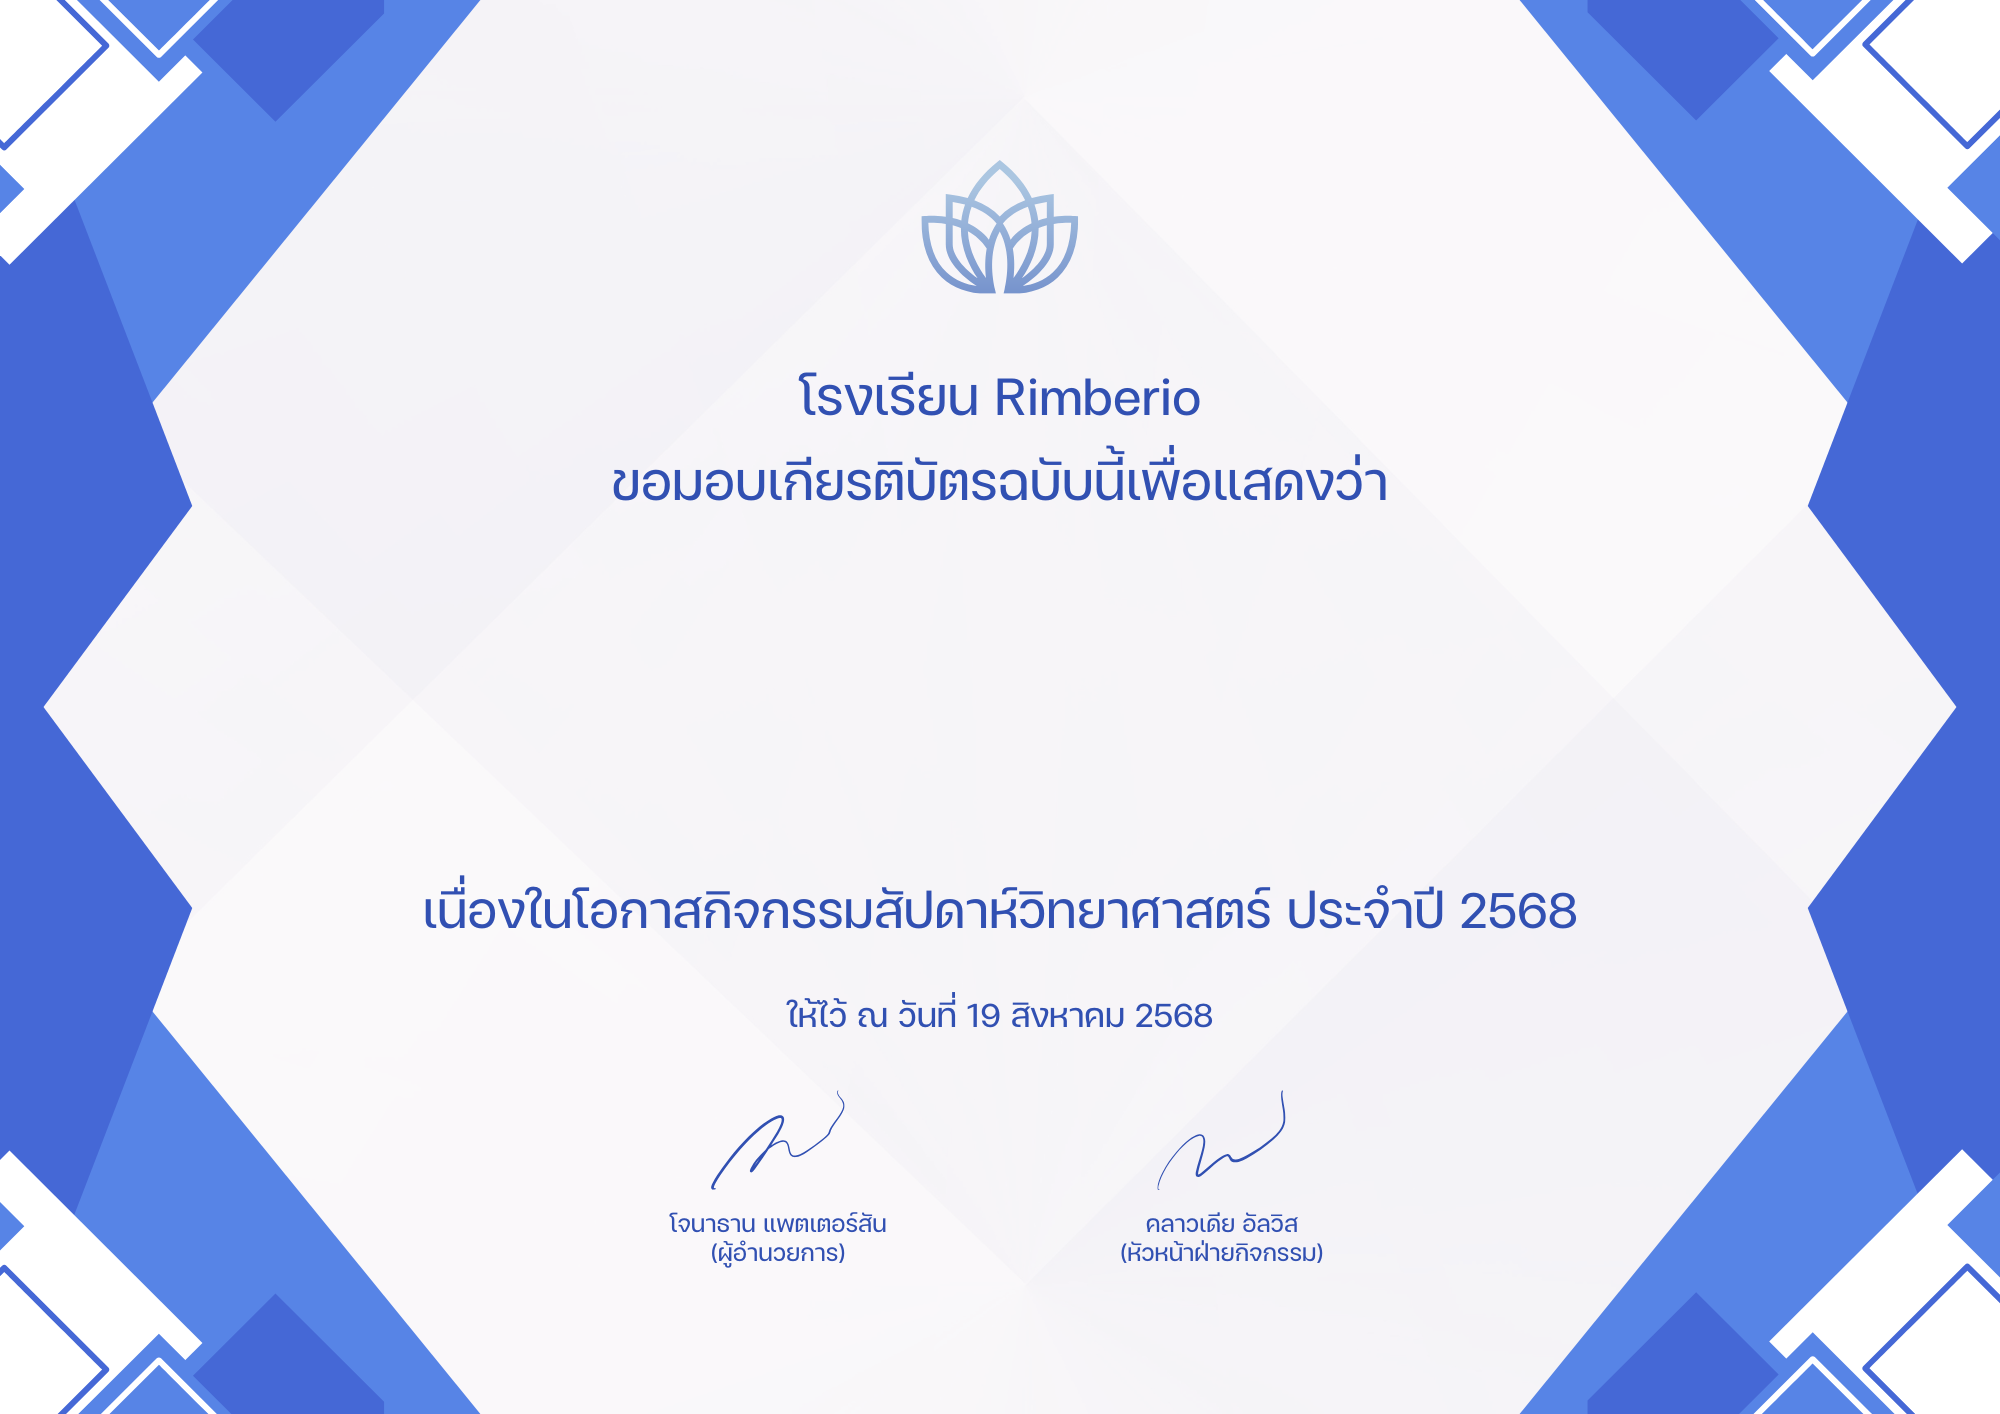 โรงเรียน Rimberio
ขอมอบเกียรติบัตรฉบับนี้เพื่อแสดงว่า
เนื่องในโอกาสกิจกรรมสัปดาห์วิทยาศาสตร์ ประจำปี 2568
ให้ไว้ ณ วันที่ 19 สิงหาคม 2568
โจนาธาน แพตเตอร์สัน
(ผู้อำนวยการ)
คลาวเดีย อัลวิส
(หัวหน้าฝ่ายกิจกรรม)